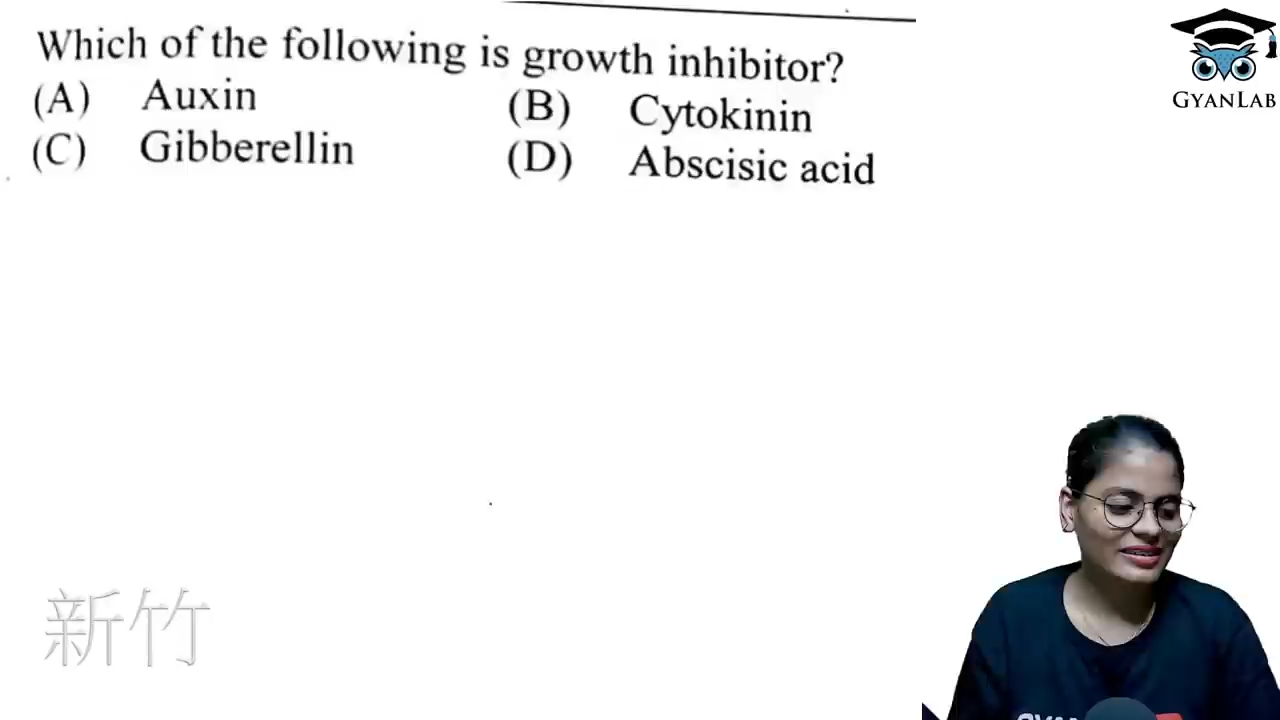 Which of the following is growth inhibitor?
(A) Auxin (B) Cytokinin
(C) Gibberellin (D) Abscisic acid
GYANLAB
新竹